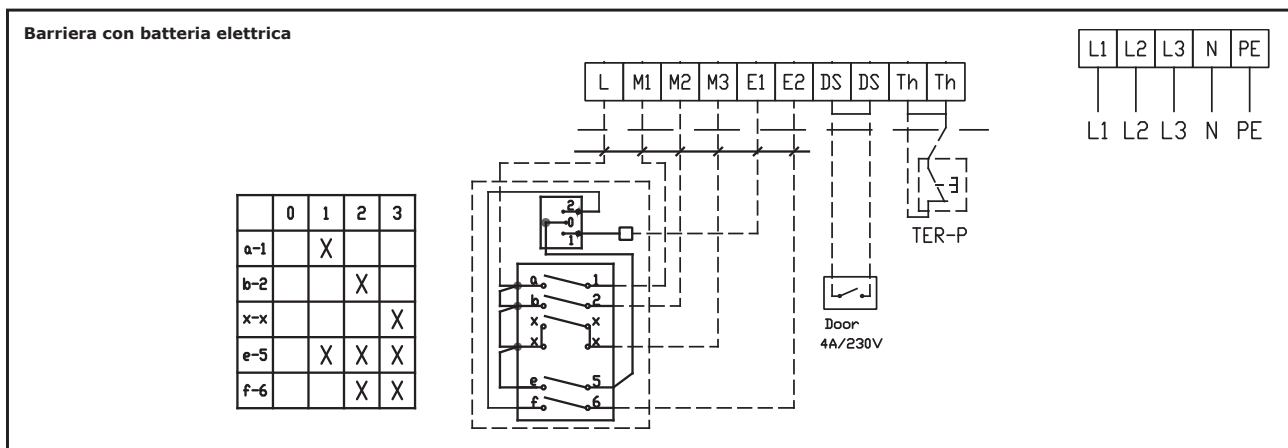 Barriera con batteria elettrica
L M1 M2 M3 E1 E2 DS DS Th Th
L1 L2 L3 N PE
L1 L2 L3 N PE
TER-P
Door
4A/230V
2
0
1
a 1
b 2
x x
x x
e 5
f 6
0 1 2 3
a-1 X
b-2 X
x-x X
e-5 X X X
f-6 X X